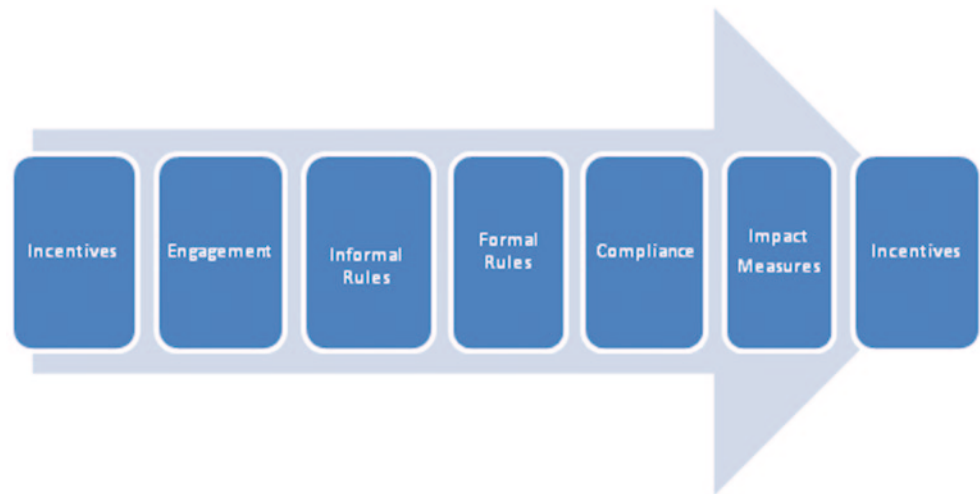 Incentives
Engagement
Informal
Rules
Formal
Rules
Compliance
Impact
Measures
Incentives